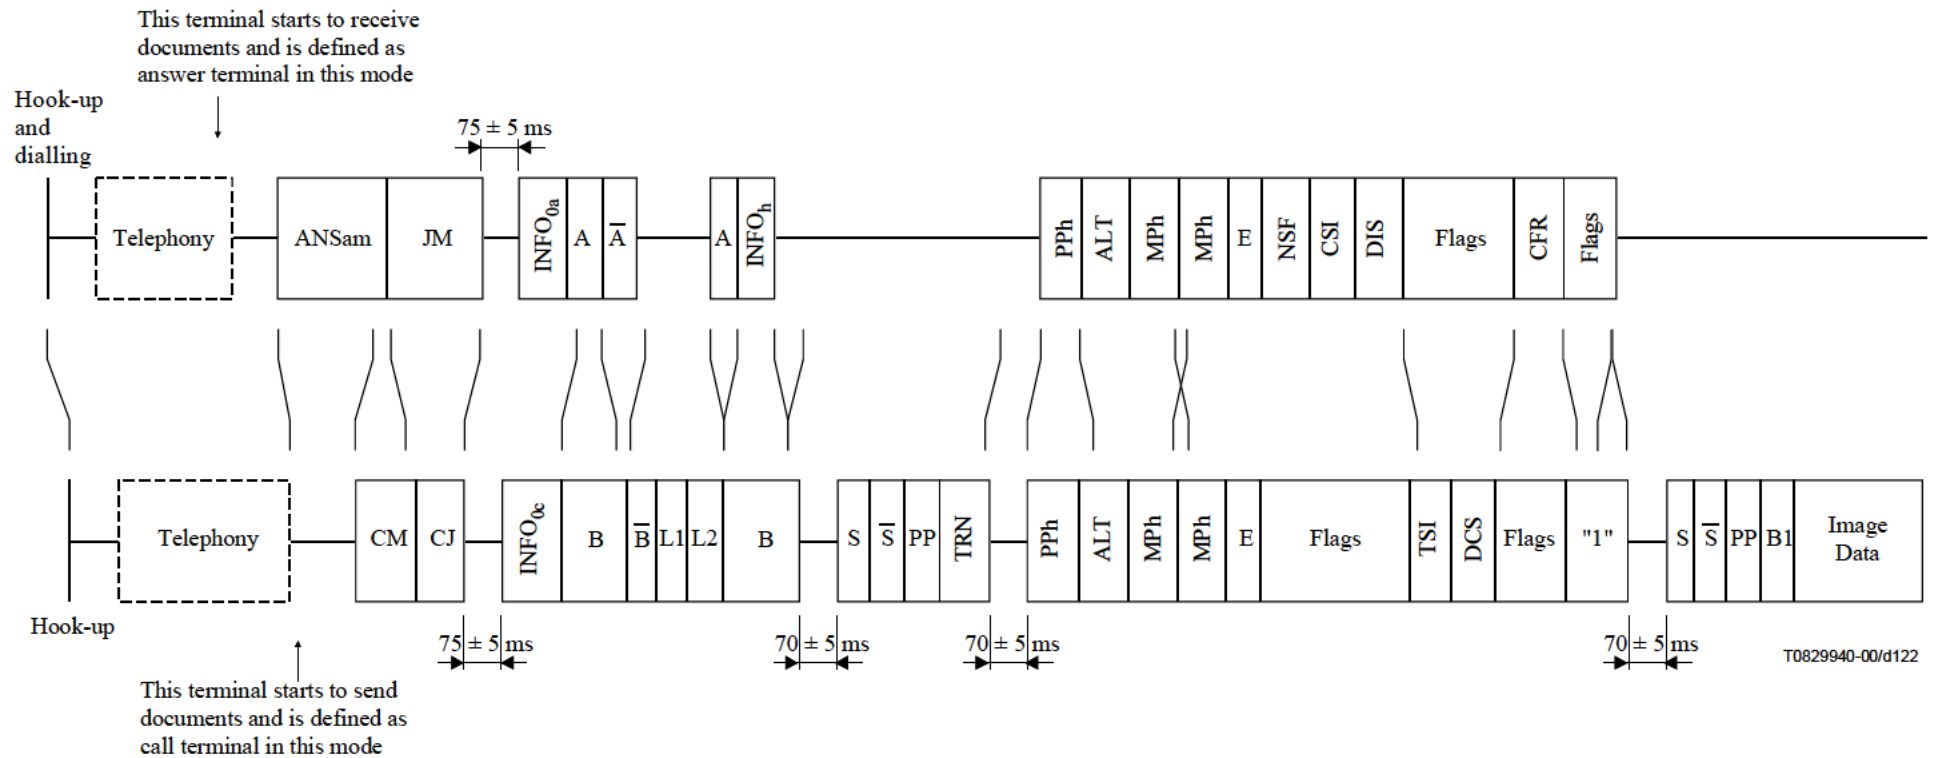 This terminal starts to receive
documents and is defined as
answer terminal in this mode
Hook-up
and
dialling
75 ± 5 ms
Telephony
ANSam
JM
INFO0a
A
A̅
A
INFOh
PPh
ALT
MPh
MPh
E
NSF
CSI
DIS
Flags
CFR
Flags
Telephony
CM
CJ
INFO0c
B
B̅
L1
L2
B
S
S̅
PP
TRN
PPh
ALT
MPh
MPh
E
Flags
TSI
DCS
Flags
"1"
S
S̅
PP
B1
Image
Data
Hook-up
75 ± 5 ms
70 ± 5 ms
70 ± 5 ms
70 ± 5 ms
T0829940-00/d122
This terminal starts to send
documents and is defined as
call terminal in this mode